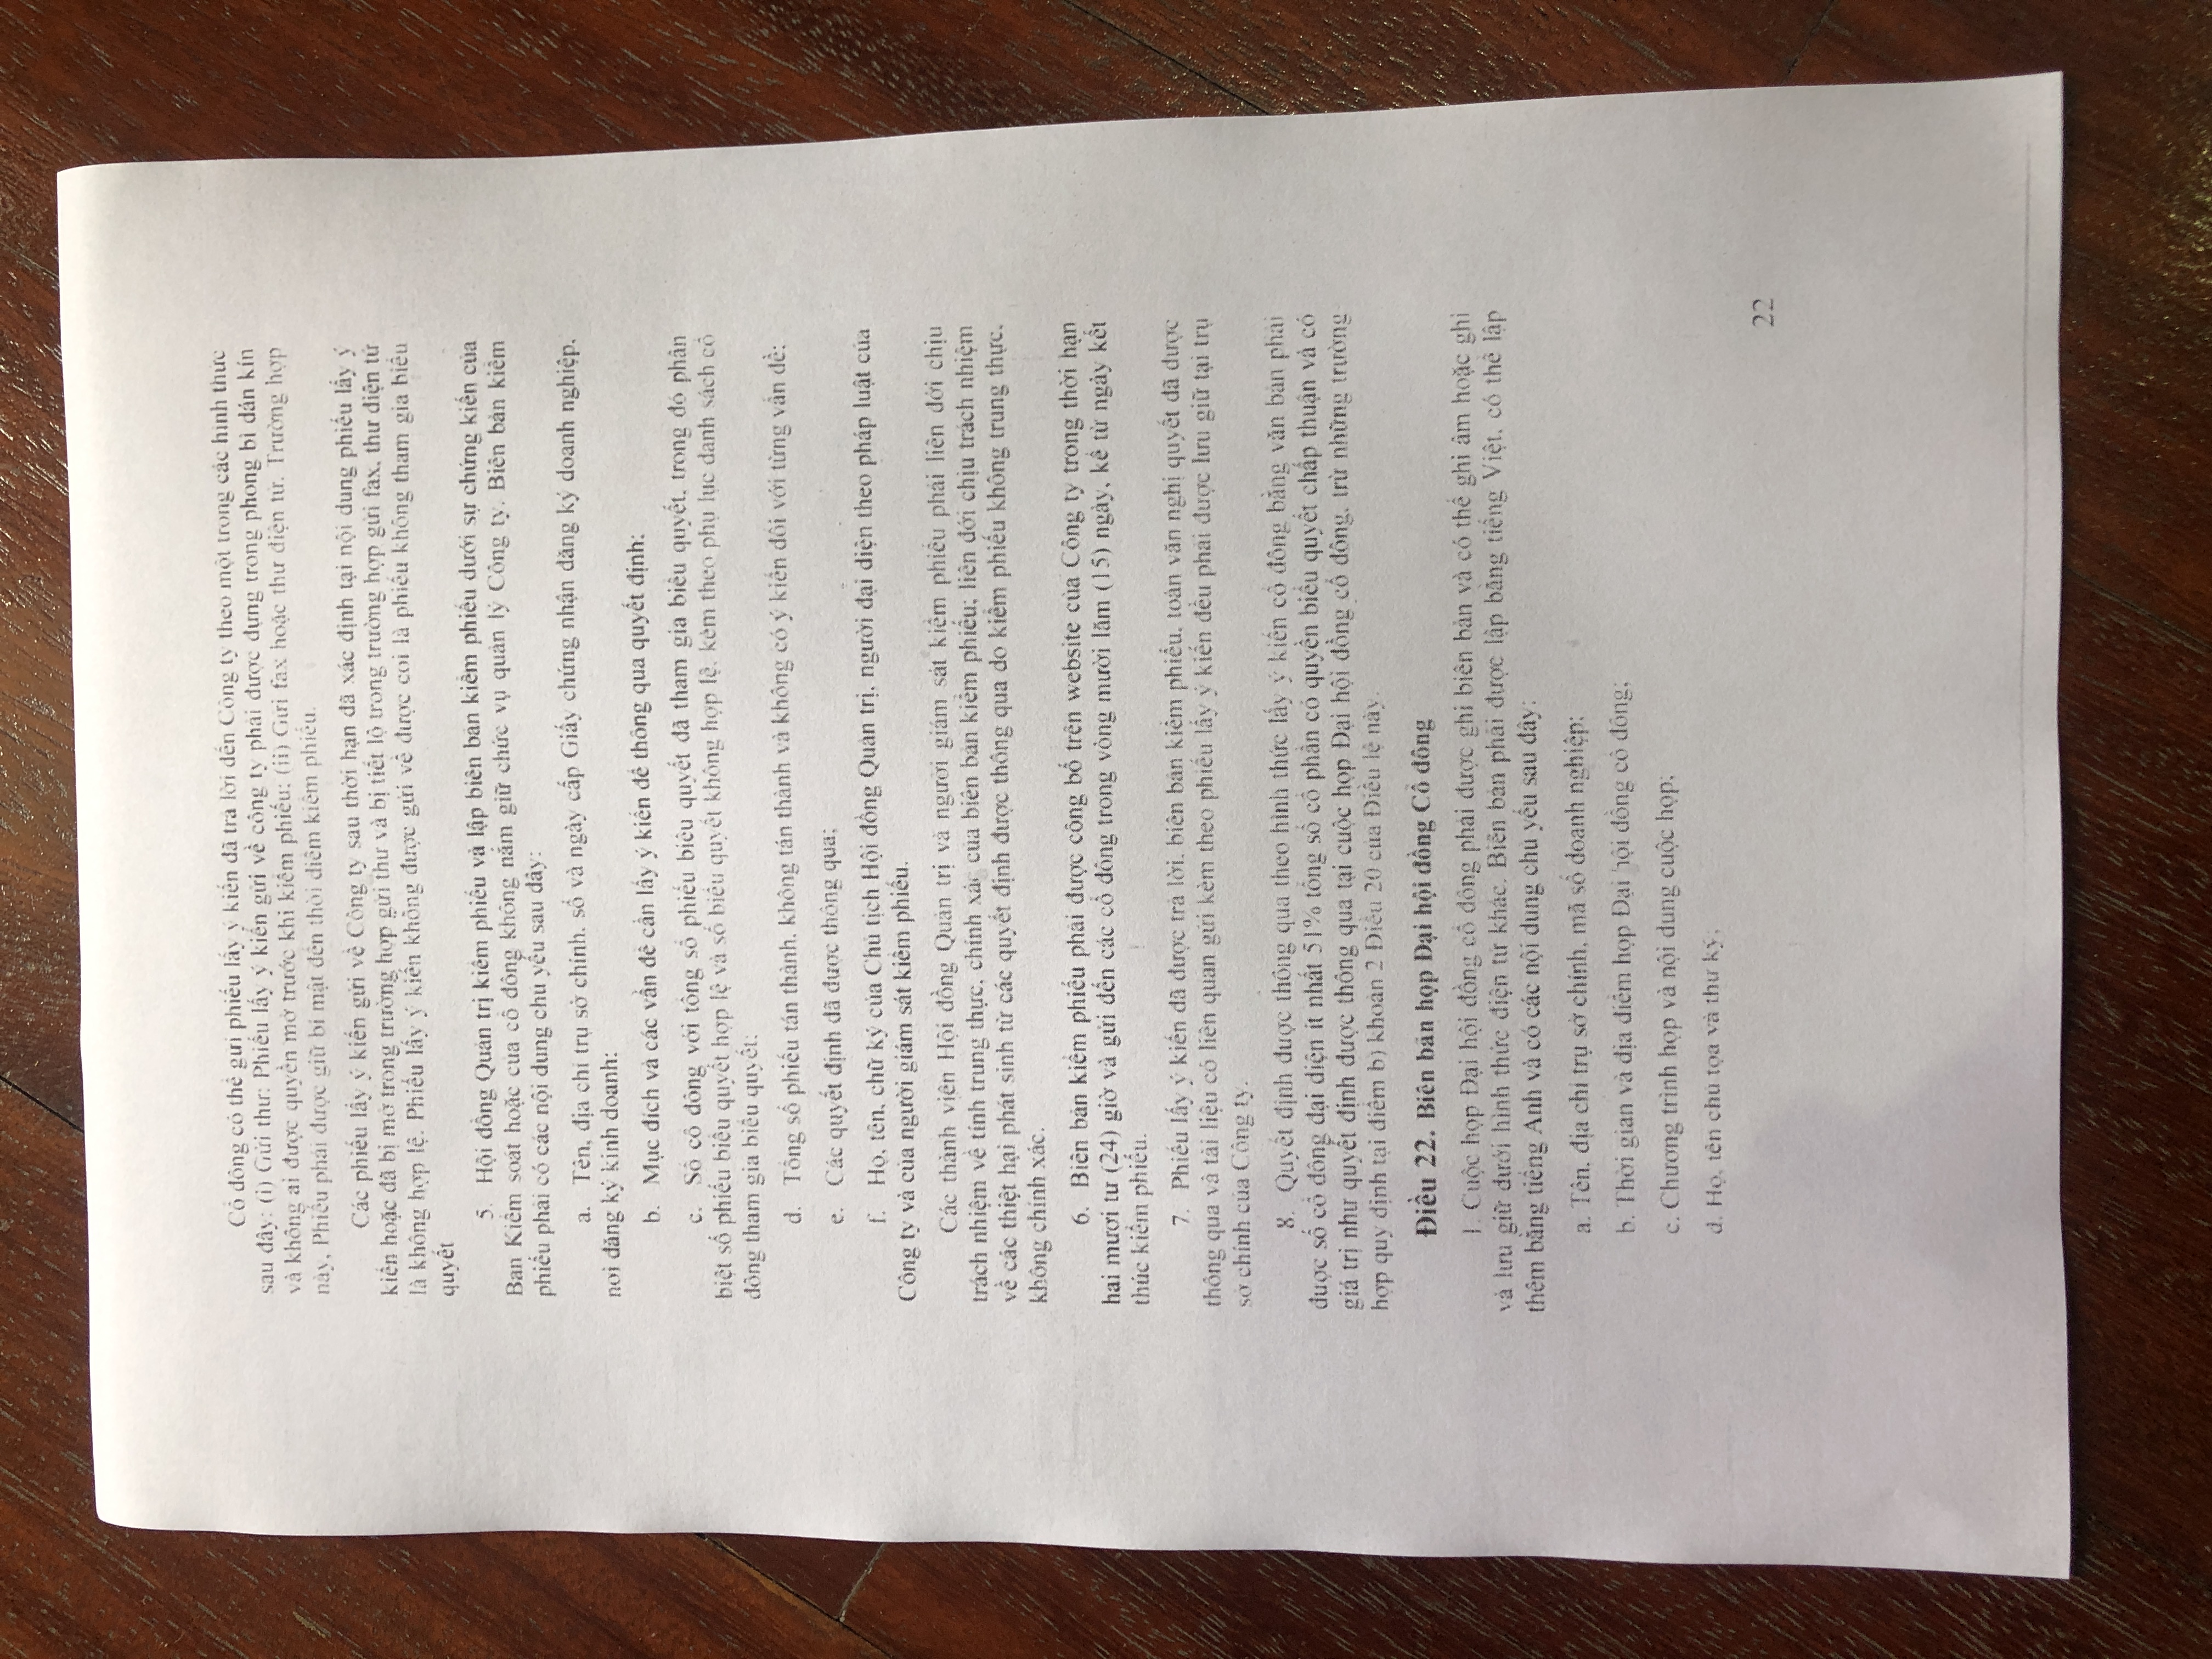 Cổ đông có thể gửi phiếu lấy ý kiến đã trả lời đến Công ty theo một trong các hình thức
sau đây: (i) Gửi thư: Phiếu lấy ý kiến gửi về công ty phải được đựng trong phong bì dán kín
và không ai được quyền mở trước khi kiểm phiếu; (ii) Gửi fax hoặc thư điện tử. Trường hợp
này, Phiếu phải được giữ bí mật đến thời điểm kiểm phiếu.
Các phiếu lấy ý kiến gửi về Công ty sau thời hạn đã xác định tại nội dung phiếu lấy ý
kiến hoặc đã bị mở trong trường hợp gửi thư và bị tiết lộ trong trường hợp gửi fax, thư điện tử
là không hợp lệ. Phiếu lấy ý kiến không được gửi về được coi là phiếu không tham gia biểu
quyết
5. Hội đồng Quản trị kiểm phiếu và lập biên bản kiểm phiếu dưới sự chứng kiến của
Ban Kiểm soát hoặc của cổ đông không nắm giữ chức vụ quản lý Công ty. Biên bản kiểm
phiếu phải có các nội dung chủ yếu sau đây:
a. Tên, địa chỉ trụ sở chính, số và ngày cấp Giấy chứng nhận đăng ký doanh nghiệp,
nơi đăng ký kinh doanh;
b. Mục đích và các vấn đề cần lấy ý kiến để thông qua quyết định;
c. Số cổ đông với tổng số phiếu biểu quyết đã tham gia biểu quyết, trong đó phân
biệt số phiếu biểu quyết hợp lệ và số biểu quyết không hợp lệ, kèm theo phụ lục danh sách cổ
đông tham gia biểu quyết;
d. Tổng số phiếu tán thành, không tán thành và không có ý kiến đối với từng vấn đề;
e. Các quyết định đã được thông qua;
f. Họ, tên, chữ ký của Chủ tịch Hội đồng Quản trị, người đại diện theo pháp luật của
Công ty và của người giám sát kiểm phiếu.
Các thành viên Hội đồng Quản trị và người giám sát kiểm phiếu phải liên đới chịu
trách nhiệm về tính trung thực, chính xác của biên bản kiểm phiếu; liên đới chịu trách nhiệm
về các thiệt hại phát sinh từ các quyết định được thông qua do kiểm phiếu không trung thực,
không chính xác.
6. Biên bản kiểm phiếu phải được công bố trên website của Công ty trong thời hạn
hai mươi tư (24) giờ và gửi đến các cổ đông trong vòng mười lăm (15) ngày, kể từ ngày kết
thúc kiểm phiếu.
7. Phiếu lấy ý kiến đã được trả lời, biên bản kiểm phiếu, toàn văn nghị quyết đã được
thông qua và tài liệu có liên quan gửi kèm theo phiếu lấy ý kiến đều phải được lưu giữ tại trụ
sở chính của Công ty.
8. Quyết định được thông qua theo hình thức lấy ý kiến cổ đông bằng văn bản phải
được số cổ đông đại diện ít nhất 51% tổng số cổ phần có quyền biểu quyết chấp thuận và có
giá trị như quyết định được thông qua tại cuộc họp Đại hội đồng cổ đông, trừ những trường
hợp quy định tại điểm b) khoản 2 Điều 20 của Điều lệ này.
Điều 22. Biên bản họp Đại hội đồng Cổ đông
1. Cuộc họp Đại hội đồng cổ đông phải được ghi biên bản và có thể ghi âm hoặc ghi
và lưu giữ dưới hình thức điện tử khác. Biên bản phải được lập bằng tiếng Việt, có thể lập
thêm bằng tiếng Anh và có các nội dung chủ yếu sau đây:
a. Tên, địa chỉ trụ sở chính, mã số doanh nghiệp;
b. Thời gian và địa điểm họp Đại hội đồng cổ đông;
c. Chương trình họp và nội dung cuộc họp;
d. Họ, tên chủ tọa và thư ký;
22